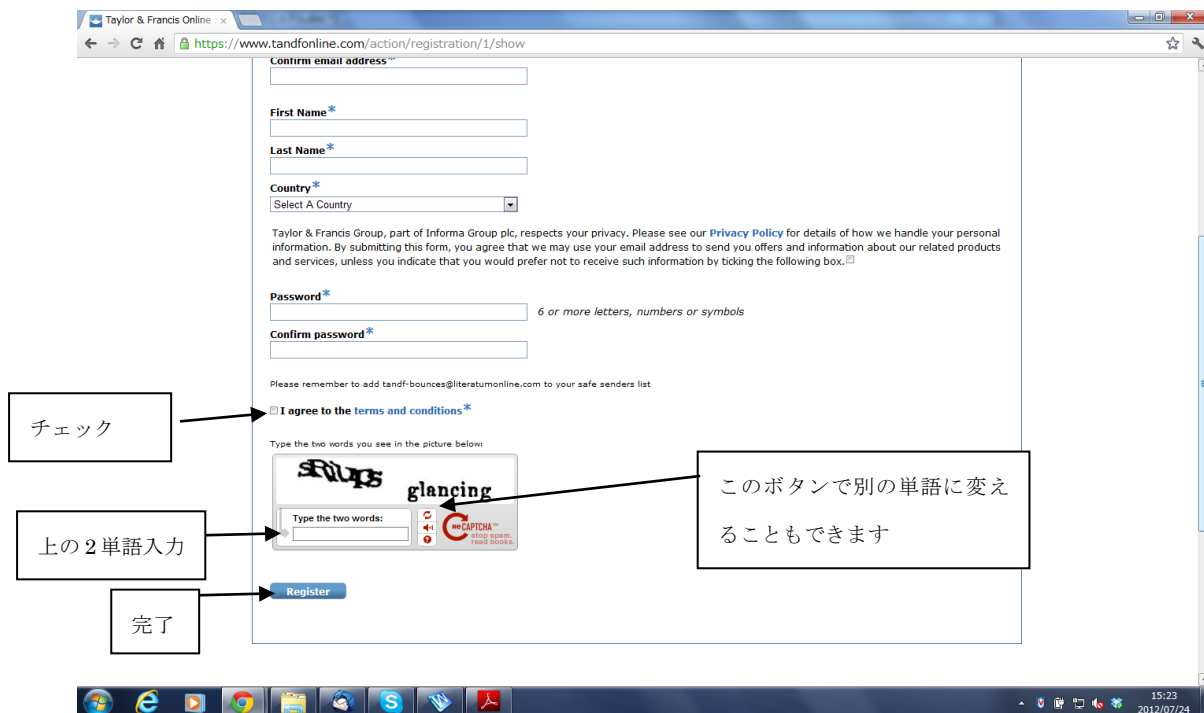 Taylor & Francis Online :
https://www.tandfonline.com/action/registration/1/show
Confirm email address*
First Name*
Last Name*
Country*
Select A Country
Taylor & Francis Group, part of Informa Group plc, respects your privacy. Please see our Privacy Policy for details of how we handle your personal
information. By submitting this form, you agree that we may use your email address to send you offers and information about our related products
and services, unless you indicate that you would prefer not to receive such information by ticking the following box.
Password*
6 or more letters, numbers or symbols
Confirm password*
Please remember to add tandf-bounces@literatumonline.com to your safe senders list
チェック
I agree to the terms and conditions*
Type the two words you see in the picture below:
glancing
このボタンで別の単語に変え
ることもできます
上の2単語入力
Type the two words:
reCAPTCHA™
stop spam.
read books.
Register
完了
15:23
2012/07/24